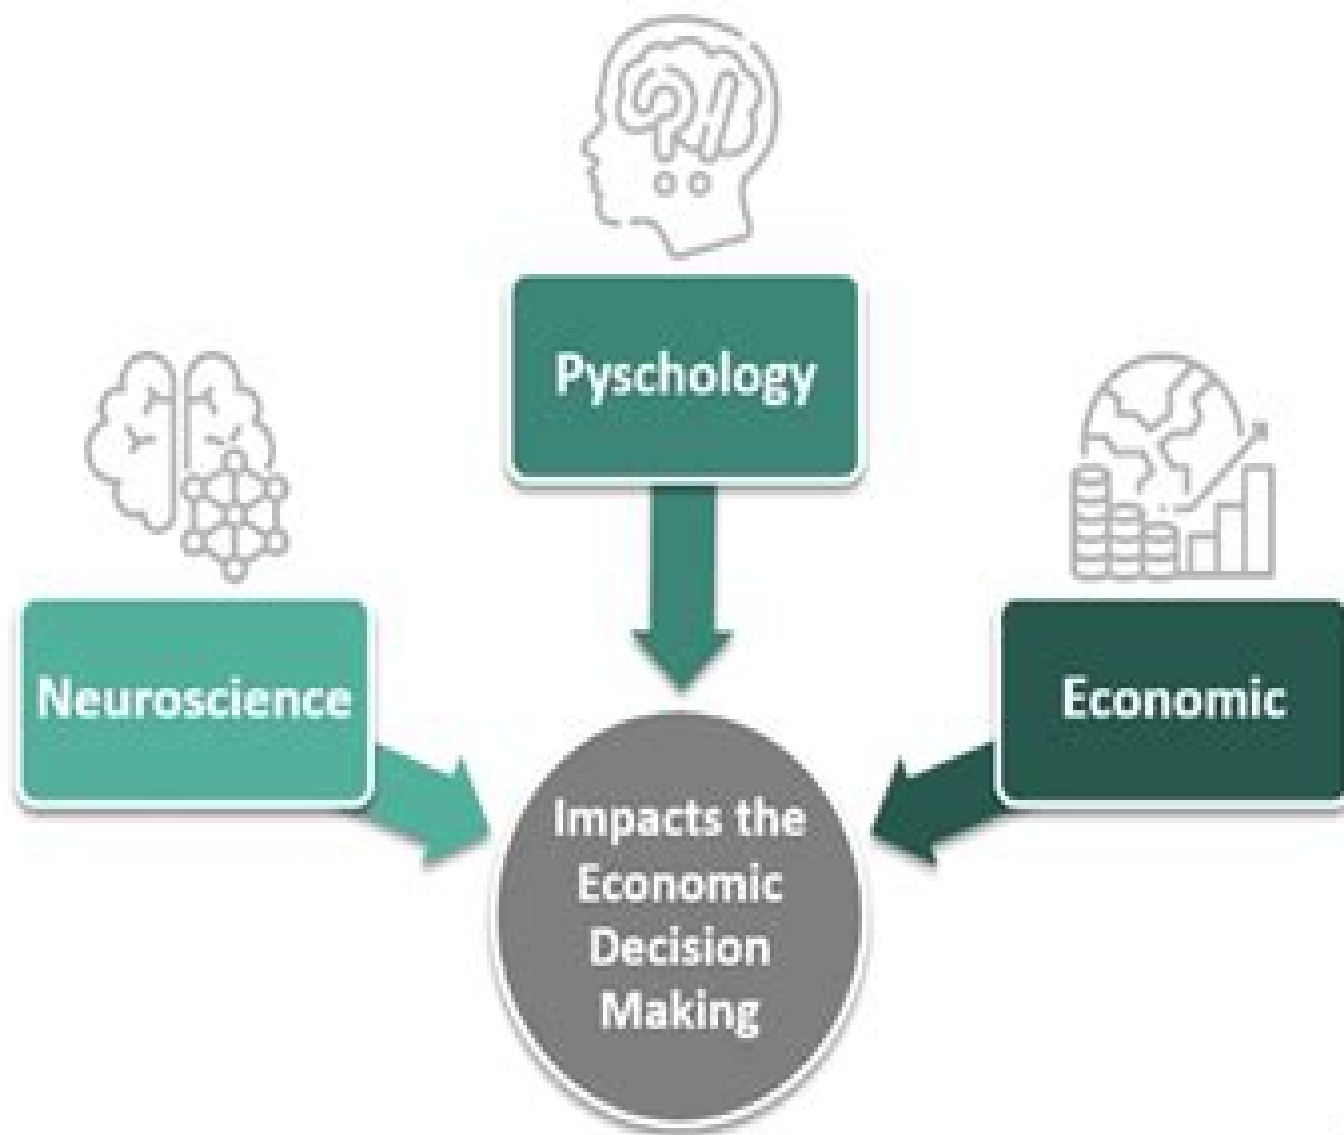 Pyschology
Neuroscience
Economic
Impacts the
Economic
Decision
Making